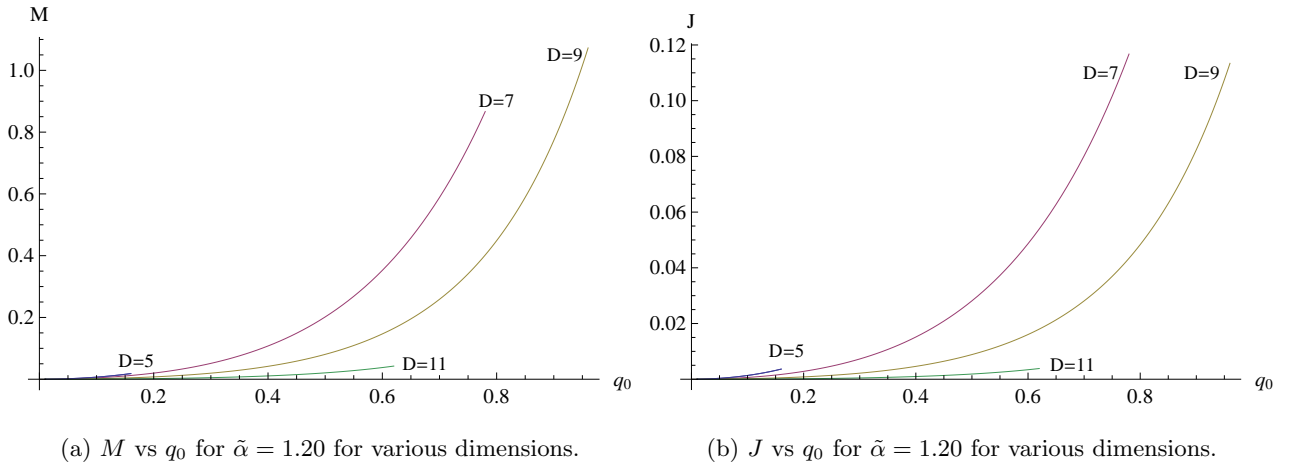 M
1.0
0.8
0.6
0.4
0.2
0.2
0.4
0.6
0.8
q₀
D=5
D=7
D=9
D=11
(a) M vs q₀ for α̃ = 1.20 for various dimensions.
J
0.12
0.10
0.08
0.06
0.04
0.02
0.2
0.4
0.6
0.8
q₀
D=5
D=7
D=9
D=11
(b) J vs q₀ for α̃ = 1.20 for various dimensions.